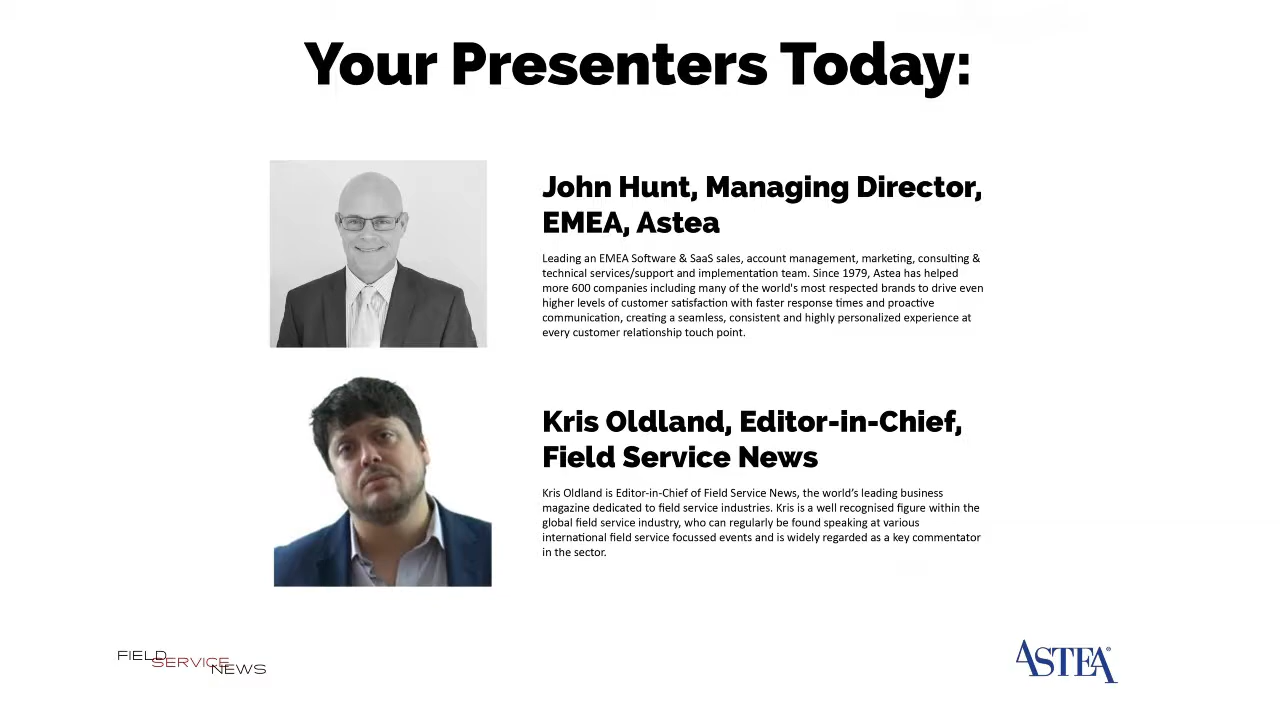 Your Presenters Today:
John Hunt, Managing Director,
EMEA, Astea
Leading an EMEA Software & SaaS sales, account management, marketing, consulting &
technical services/support and implementation team. Since 1979, Astea has helped
more 600 companies including many of the world's most respected brands to drive even
higher levels of customer satisfaction with faster response times and proactive
communication, creating a seamless, consistent and highly personalized experience at
every customer relationship touch point.
Kris Oldland, Editor-in-Chief,
Field Service News
Kris Oldland is Editor-in-Chief of Field Service News, the world’s leading business
magazine dedicated to field service industries. Kris is a well recognised figure within the
global field service industry, who can regularly be found speaking at various
international field service focussed events and is widely regarded as a key commentator
in the sector.
FIELD
SERVICE
NEWS
ASTEA®